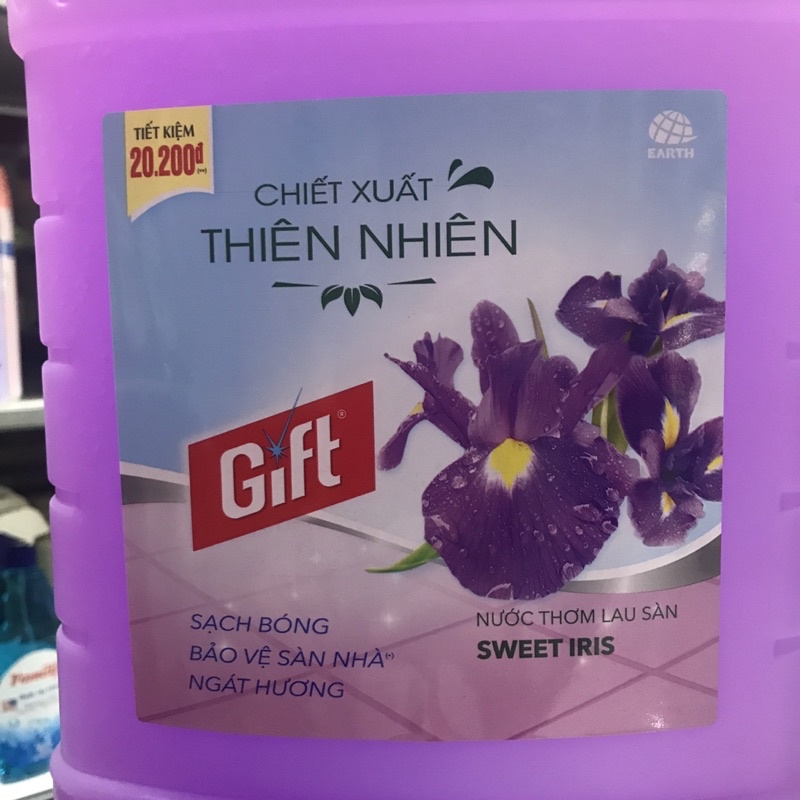 TIẾT KIỆM
20.200đ
(**)
EARTH
CHIẾT XUẤT
THIÊN NHIÊN
Gift®
SẠCH BÓNG
BẢO VỆ SÀN NHÀ(*)
NGÁT HƯƠNG
NƯỚC THƠM LAU SÀN
SWEET IRIS